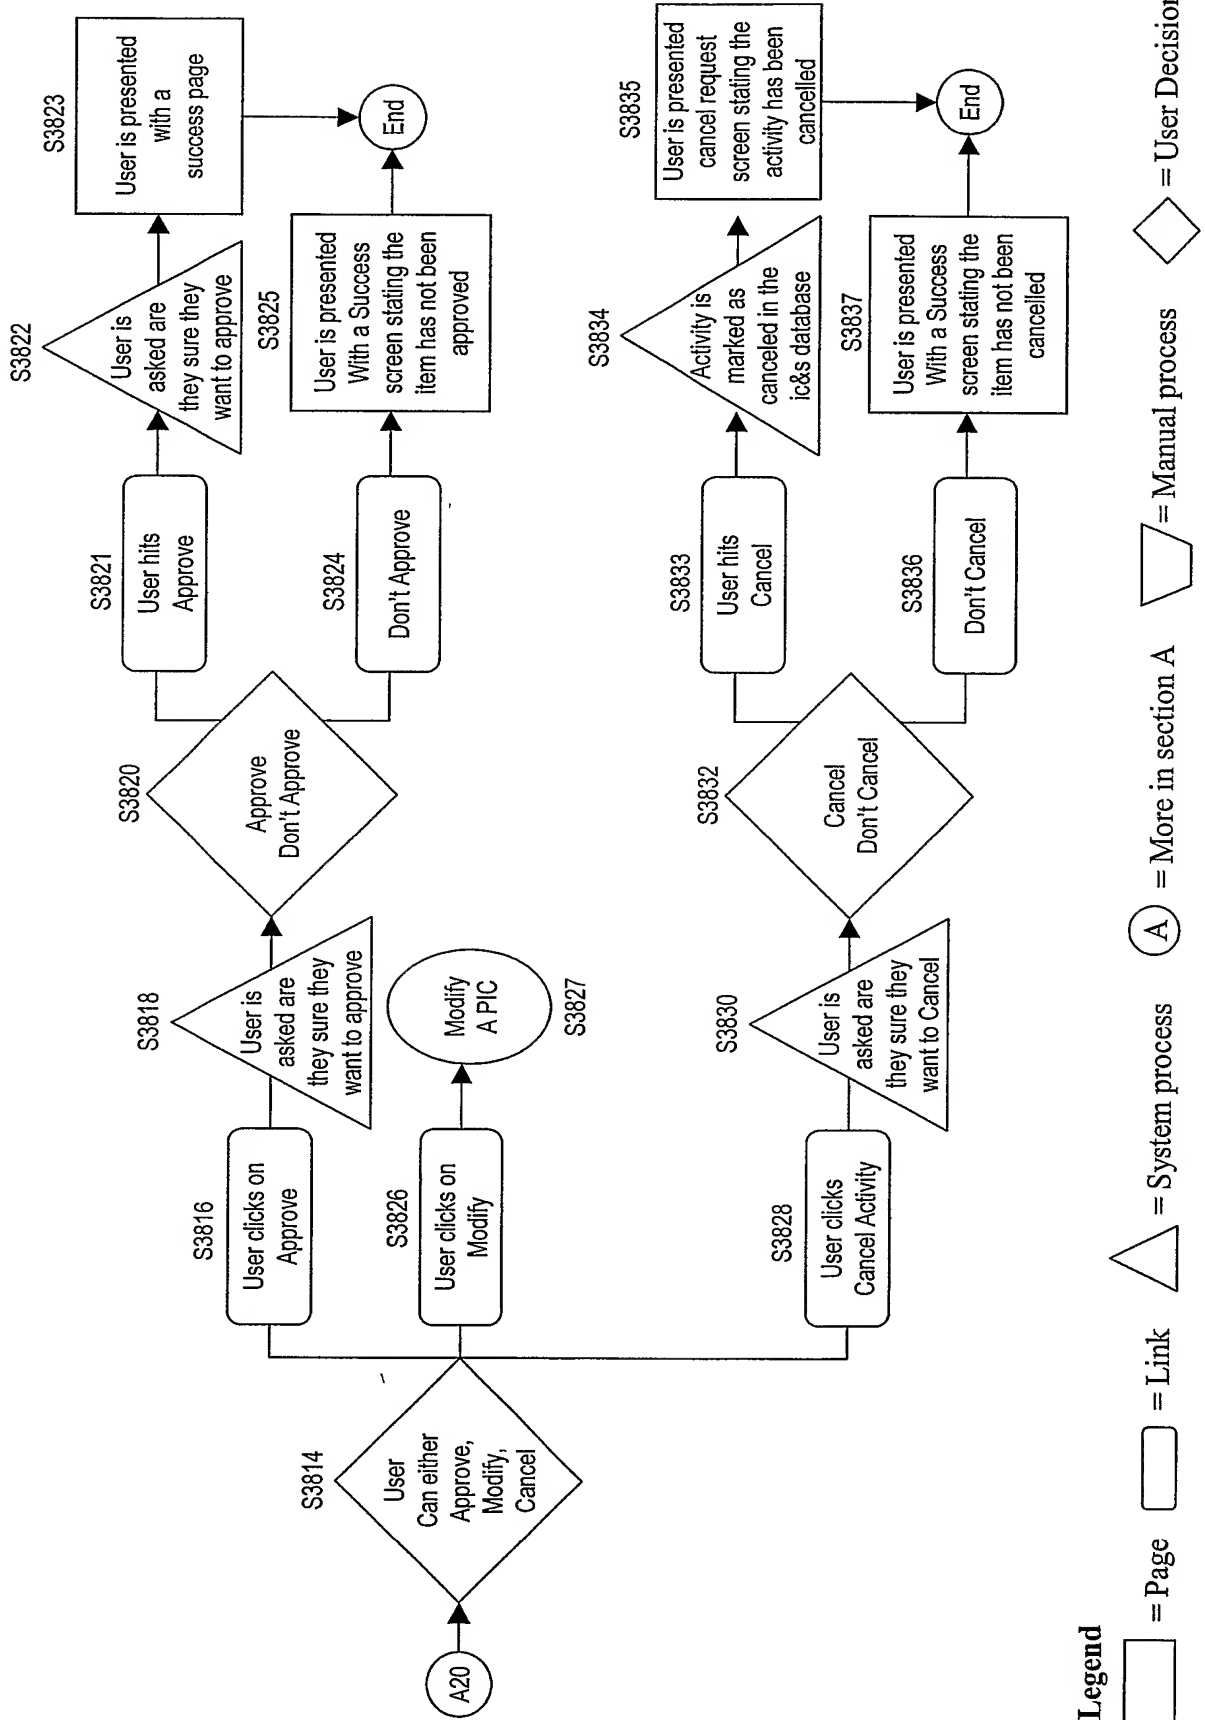 A20
S3814
User
Can either
Approve,
Modify,
Cancel
S3816
User clicks on
Approve
S3818
User is
asked are
they sure they
want to approve
S3820
Approve
Don't Approve
S3821
User hits
Approve
S3822
User is
asked are
they sure they
want to approve
S3823
User is presented
with a
success page
S3824
Don't Approve
S3825
User is presented
With a Success
screen stating the
item has not been
approved
End
S3826
User clicks on
Modify
Modify
A PIC
S3827
S3828
User clicks
Cancel Activity
S3830
User is
asked are
they sure they
want to Cancel
S3832
Cancel
Don't Cancel
S3833
User hits
Cancel
S3834
Activity is
marked as
canceled in the
ic&s database
S3835
User is presented
cancel request
screen stating the
activity has been
cancelled
S3836
Don't Cancel
S3837
User is presented
With a Success
screen stating the
item has not been
cancelled
End
Legend
= Page
= Link
= System process
A
= More in section A
= Manual process
= User Decision